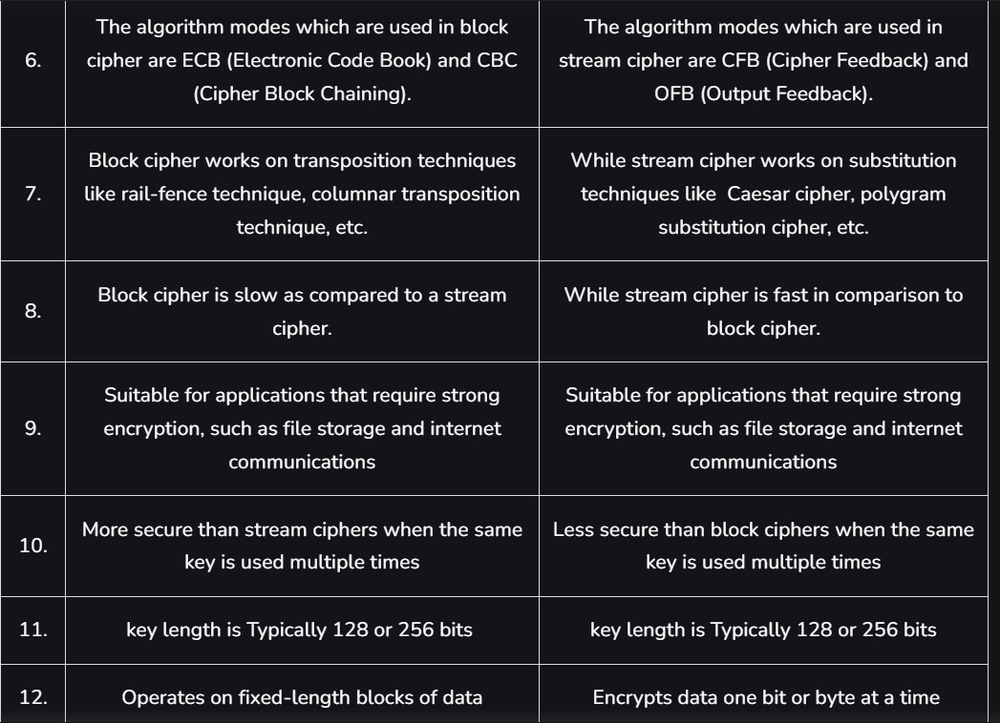 6.
The algorithm modes which are used in block
cipher are ECB (Electronic Code Book) and CBC
(Cipher Block Chaining).
The algorithm modes which are used in
stream cipher are CFB (Cipher Feedback) and
OFB (Output Feedback).
7.
Block cipher works on transposition techniques
like rail-fence technique, columnar transposition
technique, etc.
While stream cipher works on substitution
techniques like  Caesar cipher, polygram
substitution cipher, etc.
8.
Block cipher is slow as compared to a stream
cipher.
While stream cipher is fast in comparison to
block cipher.
9.
Suitable for applications that require strong
encryption, such as file storage and internet
communications
Suitable for applications that require strong
encryption, such as file storage and internet
communications
10.
More secure than stream ciphers when the same
key is used multiple times
Less secure than block ciphers when the same
key is used multiple times
11.
key length is Typically 128 or 256 bits
key length is Typically 128 or 256 bits
12.
Operates on fixed-length blocks of data
Encrypts data one bit or byte at a time